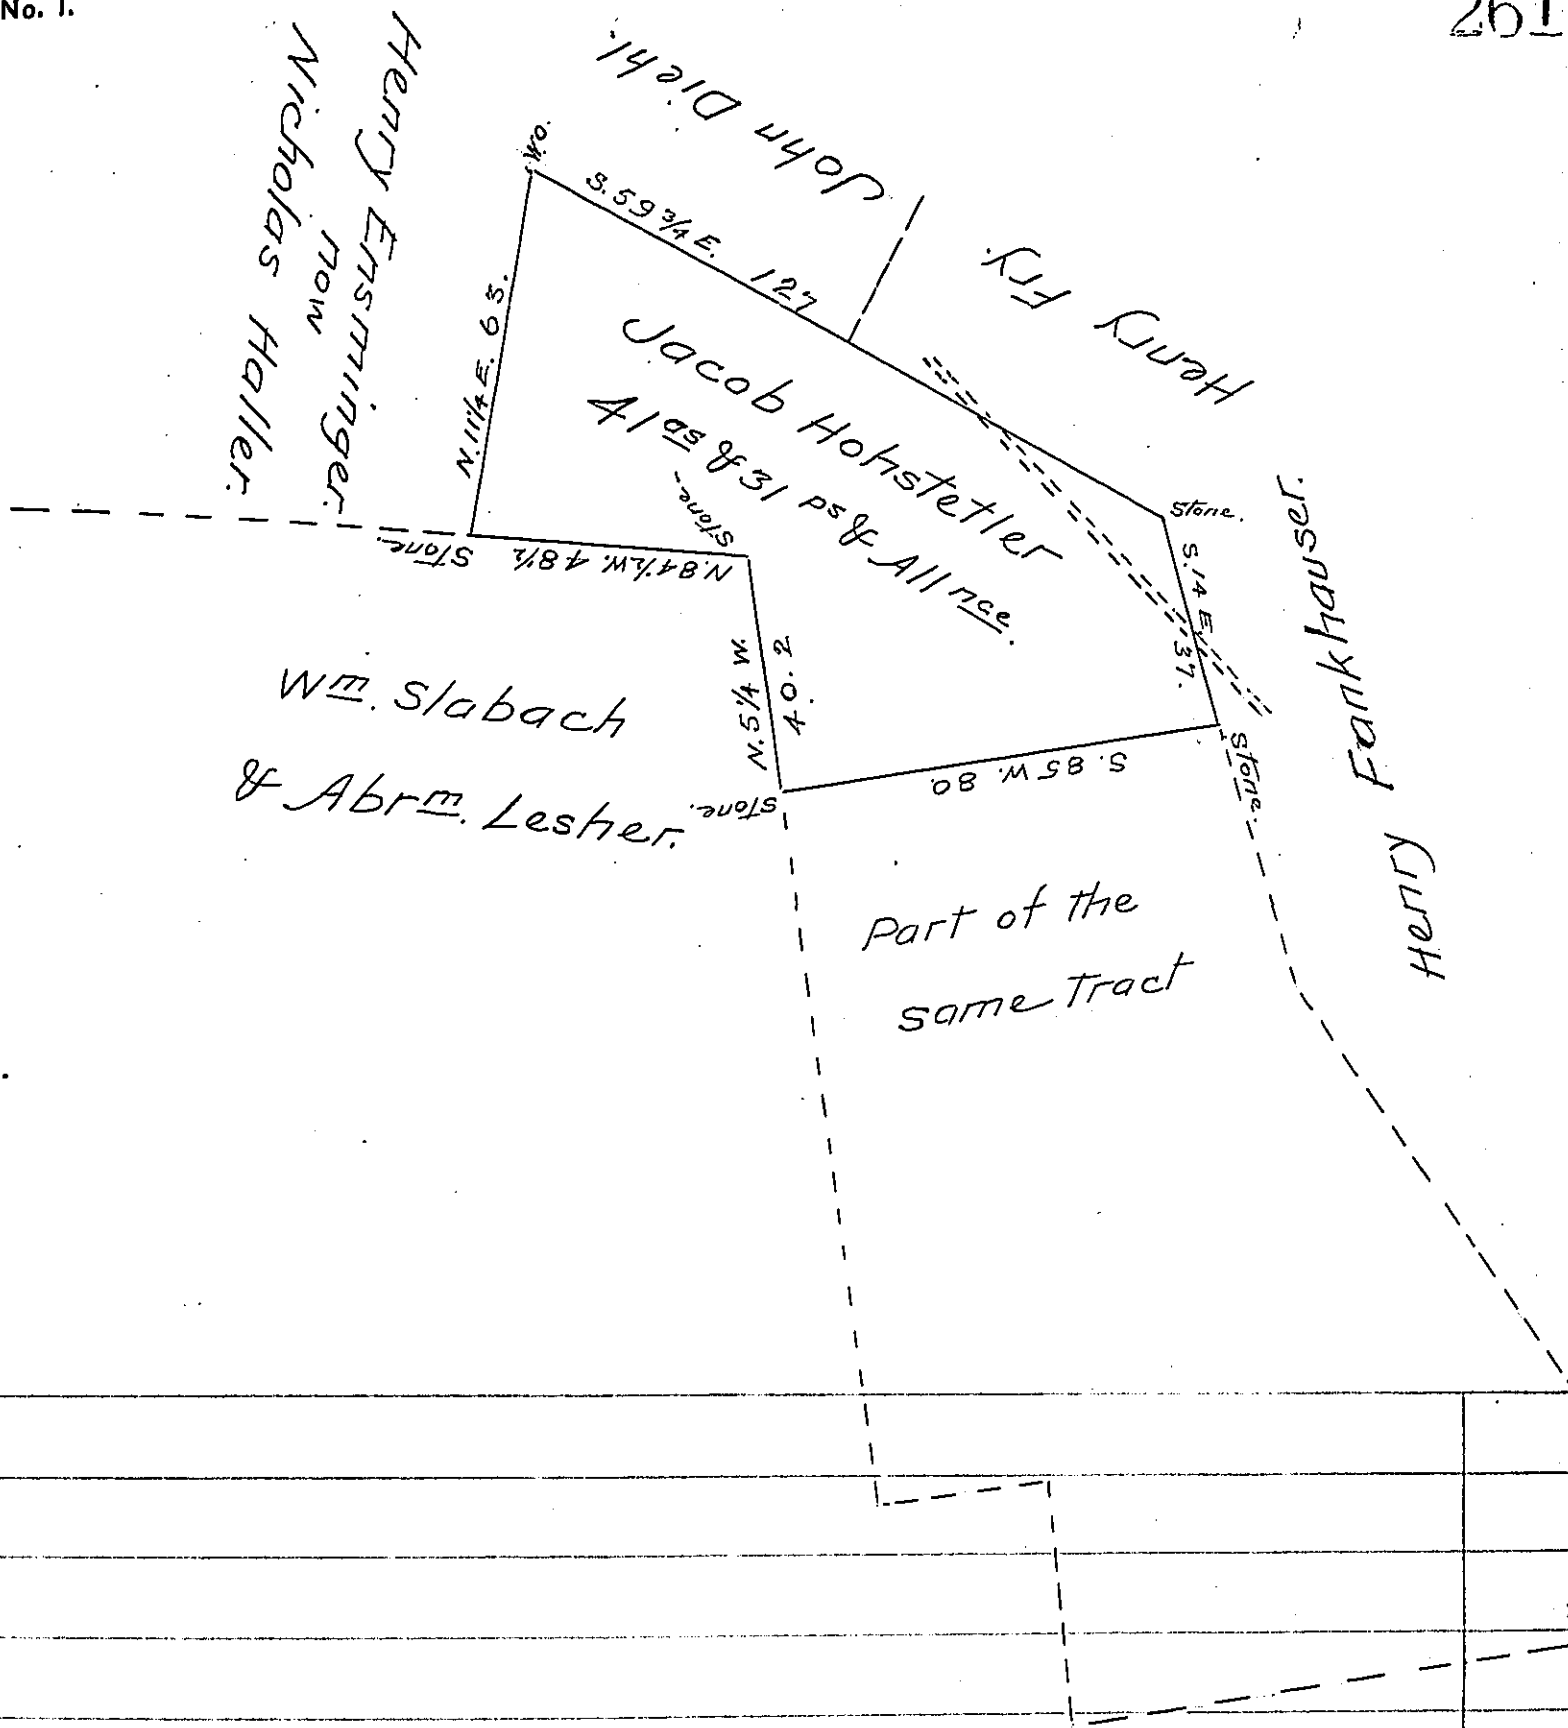 No. 1.
261
Henry Ensminger.
now
Nicholas Haller.
John Diehl.
Henry Fry.
Henry Fankhauser.
W.O.
S. 59 3/4 E. 127
N. 11 1/4 E. 63.
Jacob Hohstetler
41 as & 31 ps & All nce.
Stone.
S. 14 E. 37.
Stone.
Stone.
N. 84 1/2 W. 48 1/2
Stone.
N. 5 1/4 W.
40.2
S. 85 W. 80
Stone.
Wm. Slabach
& Abrm. Lesher.
Part of the
same Tract